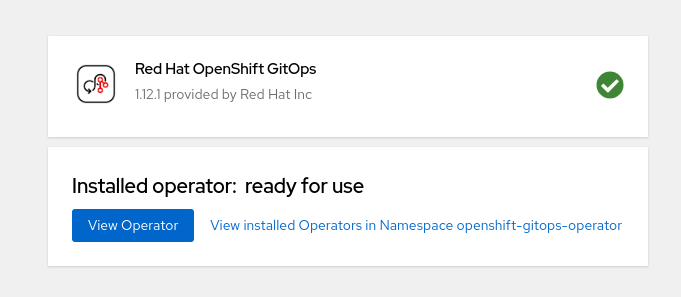 Red Hat OpenShift GitOps
1.12.1 provided by Red Hat Inc
Installed operator: ready for use
View Operator
View installed Operators in Namespace openshift-gitops-operator